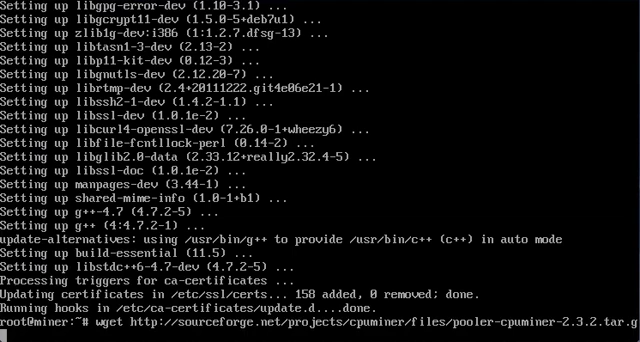 Setting up libgpg-error-dev (1.10-3.1) ...
Setting up libgcrypt11-dev (1.5.0-5+deb7u1) ...
Setting up zlib1g-dev:i386 (1:1.2.7.dfsg-13) ...
Setting up libtasn1-3-dev (2.13-2) ...
Setting up libp11-kit-dev (0.12-3) ...
Setting up libgnutls-dev (2.12.20-7) ...
Setting up librtmp-dev (2.4+20111222.git4e06e21-1) ...
Setting up libssh2-1-dev (1.4.2-1.1) ...
Setting up libssl-dev (1.0.1e-2) ...
Setting up libcurl4-openssl-dev (7.26.0-1+wheezy6) ...
Setting up libfile-fcntllock-perl (0.14-2) ...
Setting up libglib2.0-data (2.33.12+really2.32.4-5) ...
Setting up libssl-doc (1.0.1e-2) ...
Setting up manpages-dev (3.44-1) ...
Setting up shared-mime-info (1.0-1+b1) ...
Setting up g++-4.7 (4.7.2-5) ...
Setting up g++ (4:4.7.2-1) ...
update-alternatives: using /usr/bin/g++ to provide /usr/bin/c++ (c++) in auto mode
Setting up build-essential (11.5) ...
Setting up libstdc++6-4.7-dev (4.7.2-5) ...
Processing triggers for ca-certificates ...
Updating certificates in /etc/ssl/certs... 158 added, 0 removed; done.
Running hooks in /etc/ca-certificates/update.d....done.
root@miner:~# wget http://sourceforge.net/projects/cpuminer/files/pooler-cpuminer-2.3.2.tar.g